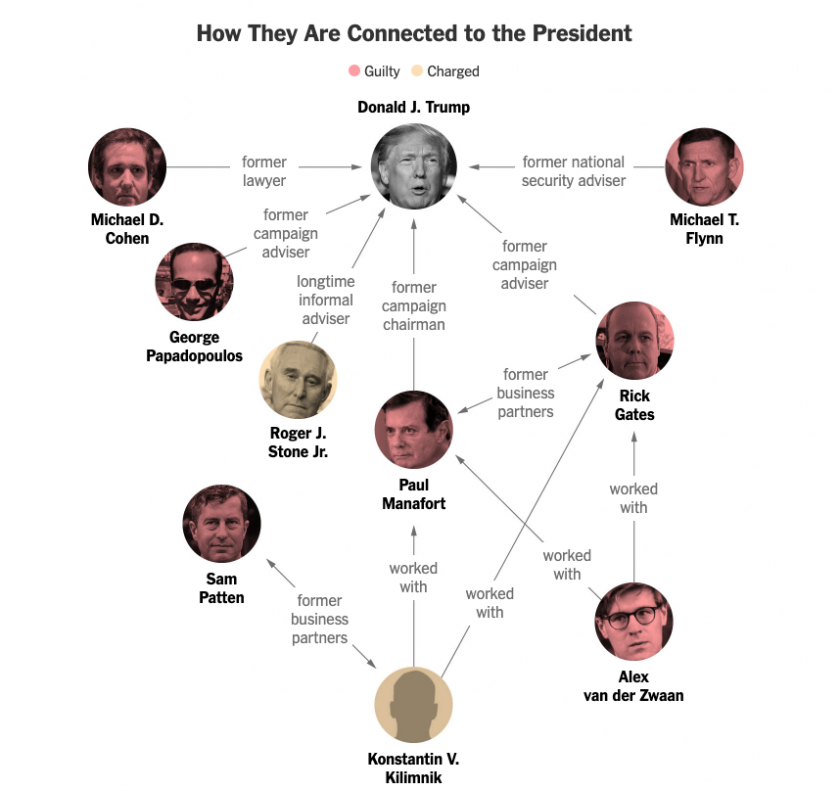 How They Are Connected to the President
Guilty Charged
Donald J. Trump
former
lawyer
former national
security adviser
Michael D.
Cohen
Michael T.
Flynn
former
campaign
adviser
former
campaign
adviser
longtime
informal
adviser
former
campaign
chairman
George
Papadopoulos
former
business
partners
Rick
Gates
Roger J.
Stone Jr.
Paul
Manafort
worked
with
Sam
Patten
worked
with
worked
with
worked
with
former
business
partners
Alex
van der Zwaan
Konstantin V.
Kilimnik